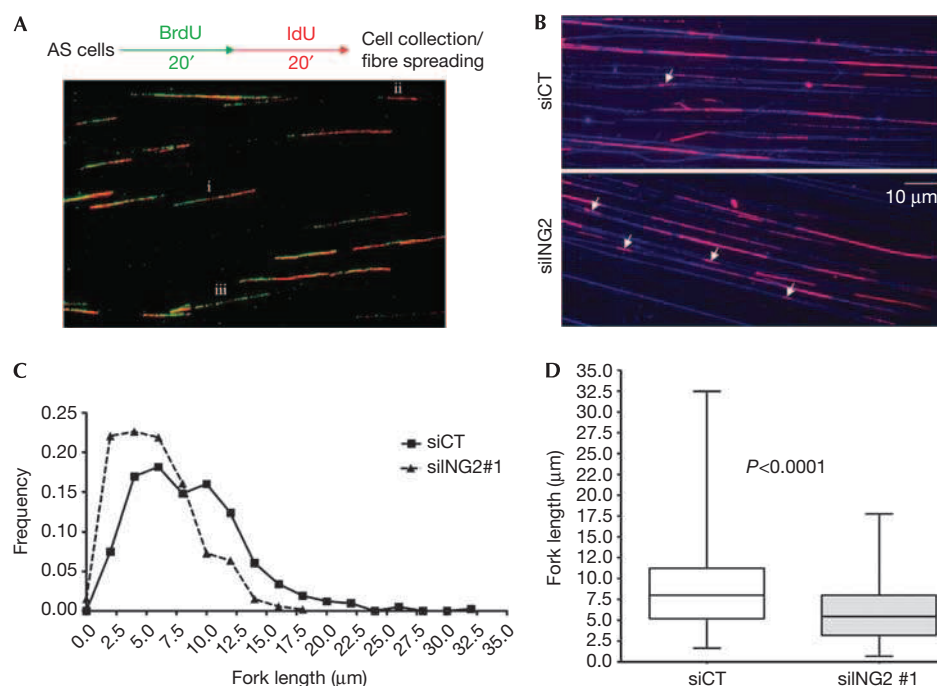 A
AS cells
BrdU
20′
IdU
20′
Cell collection/
fibre spreading
i
ii
iii
B
siCT
siING2
10 μm
C
0.25
0.20
0.15
0.10
0.05
0.00
Frequency
siCT
siING2#1
0.0
2.5
5.0
7.5
10.0
12.5
15.0
17.5
20.0
22.5
25.0
27.5
30.0
32.5
35.0
Fork length (μm)
D
35.0
32.5
30.0
27.5
25.0
22.5
20.0
17.5
15.0
12.5
10.0
7.5
5.0
2.5
0.0
Fork length (μm)
P<0.0001
siCT
siING2 #1